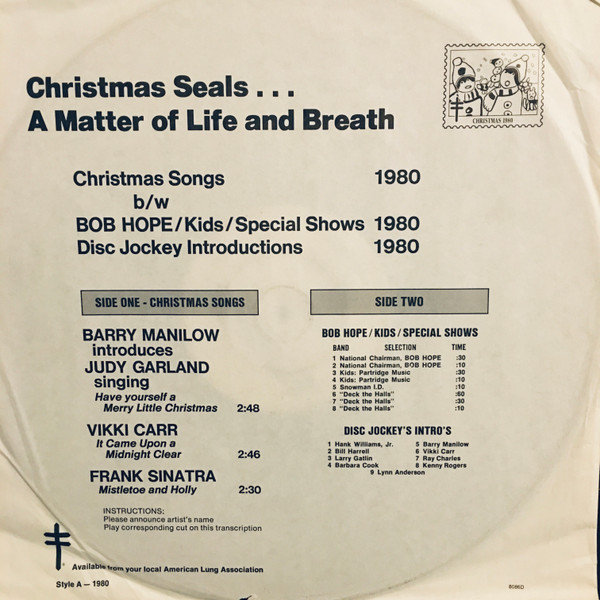 Christmas Seals . . .
A Matter of Life and Breath
CHRISTMAS 1980
Christmas Songs 1980
b/w
BOB HOPE/Kids/Special Shows 1980
Disc Jockey Introductions 1980
SIDE ONE - CHRISTMAS SONGS
BARRY MANILOW
introduces
JUDY GARLAND
singing
Have yourself a
Merry Little Christmas 2:48
VIKKI CARR
It Came Upon a
Midnight Clear 2:46
FRANK SINATRA
Mistletoe and Holly 2:30
INSTRUCTIONS:
Please announce artist's name
Play corresponding cut on this transcription
SIDE TWO
BOB HOPE/KIDS/SPECIAL SHOWS
BAND SELECTION TIME
1 National Chairman, BOB HOPE :30
2 National Chairman, BOB HOPE :10
3 Kids: Partridge Music :30
4 Kids: Partridge Music :10
5 Snowman I.D. :10
6 "Deck the Halls" :60
7 "Deck the Halls" :30
8 "Deck the Halls" :10
DISC JOCKEY'S INTRO'S
1 Hank Williams, Jr. 5 Barry Manilow
2 Bill Harrell 6 Vikki Carr
3 Larry Gatlin 7 Ray Charles
4 Barbara Cook 8 Kenny Rogers
9 Lynn Anderson
Available from your local American Lung Association
Style A — 1980
8086D